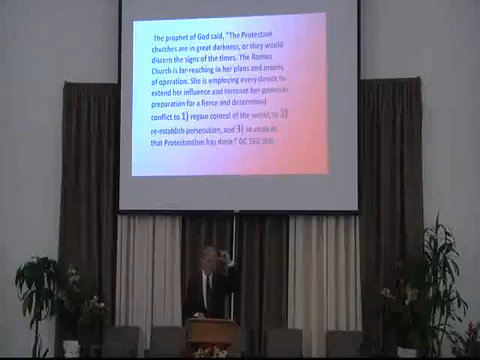 The prophet of God said, "The Protestant
churches are in great darkness, or they would
discern the signs of the times. The Roman
Church is far-reaching in her plans and modes
of operation. She is employing every device to
extend her influence and increase her power in
preparation for a fierce and determined
conflict to 1) regain control of the world, to 2)
re-establish persecution, and 3) to undo all
that Protestantism has done." GC 565.566